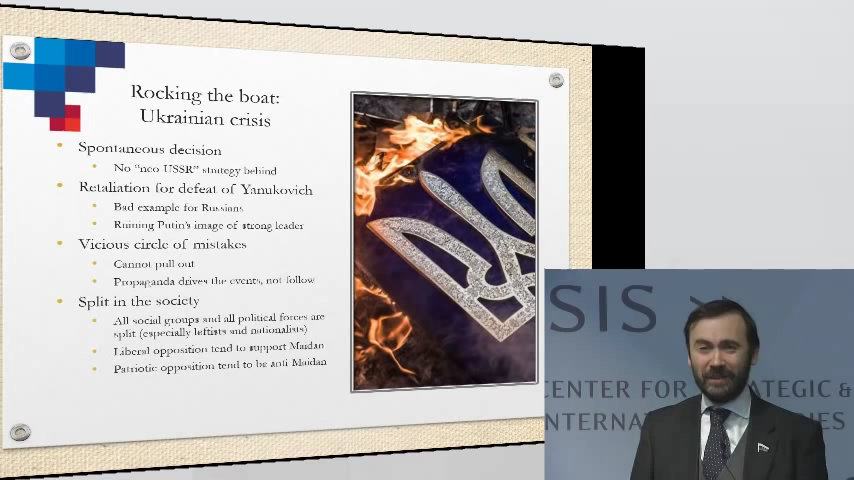 Rocking the boat:
Ukrainian crisis
• Spontaneous decision
• No “neo USSR” strategy behind
• Retaliation for defeat of Yanukovich
• Bad example for Russians
• Ruining Putin's image of strong leader
• Vicious circle of mistakes
• Cannot pull out
• Propaganda drives the events, not follow
• Split in the society
• All social groups and all political forces are
split (especially leftists and nationalists)
• Liberal opposition tend to support Maidan
• Patriotic opposition tend to be anti Maidan
SIS
CENTER FOR ATEGIC &
INTERNA IES